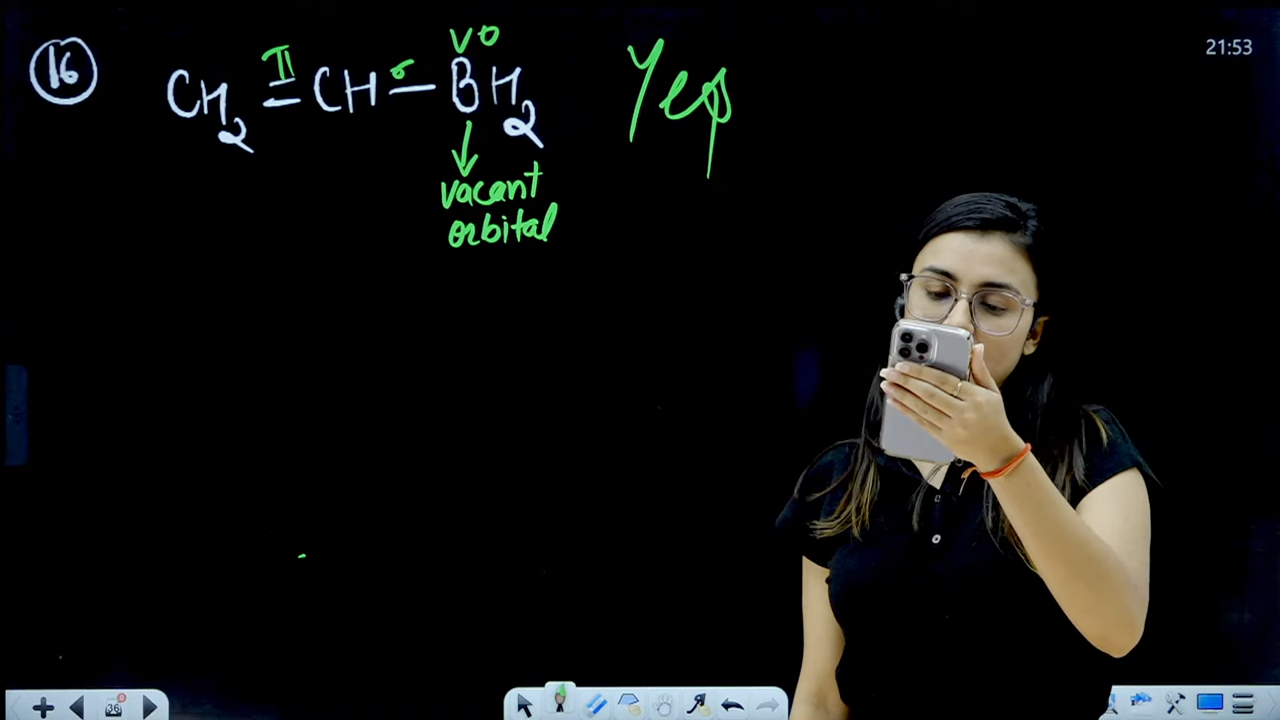 21:53
16
CH2 = CH - BH2
π σ VO
Yes
↓
vacant
orbital
36